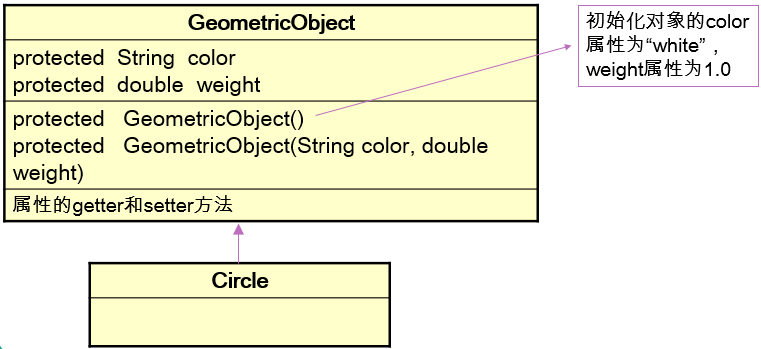 GeometricObject
protected  String  color
protected  double  weight
protected   GeometricObject()
protected   GeometricObject(String color, double
weight)
属性的getter和setter方法
初始化对象的color
属性为“white”，
weight属性为1.0
Circle